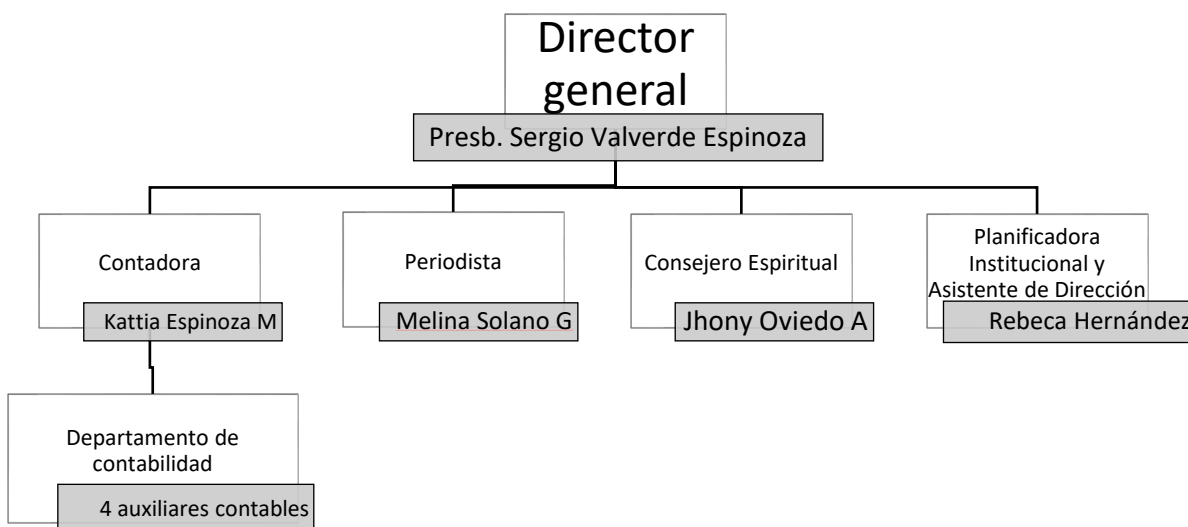 Director
general
Presb. Sergio Valverde Espinoza
Contadora
Kattia Espinoza M
Periodista
Melina Solano G
Consejero Espiritual
Jhony Oviedo A
Planificadora
Institucional y
Asistente de Dirección
Rebeca Hernández
Departamento de
contabilidad
4 auxiliares contables